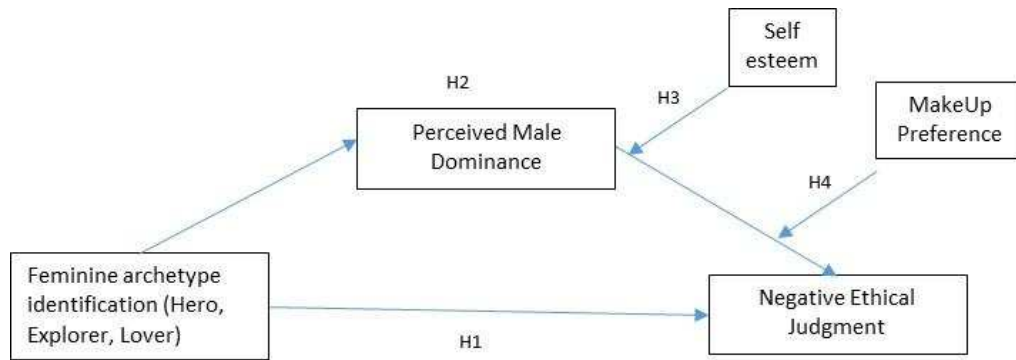 Self
esteem
H2
H3
MakeUp
Preference
Perceived Male
Dominance
H4
Feminine archetype
identification (Hero,
Explorer, Lover)
Negative Ethical
Judgment
H1